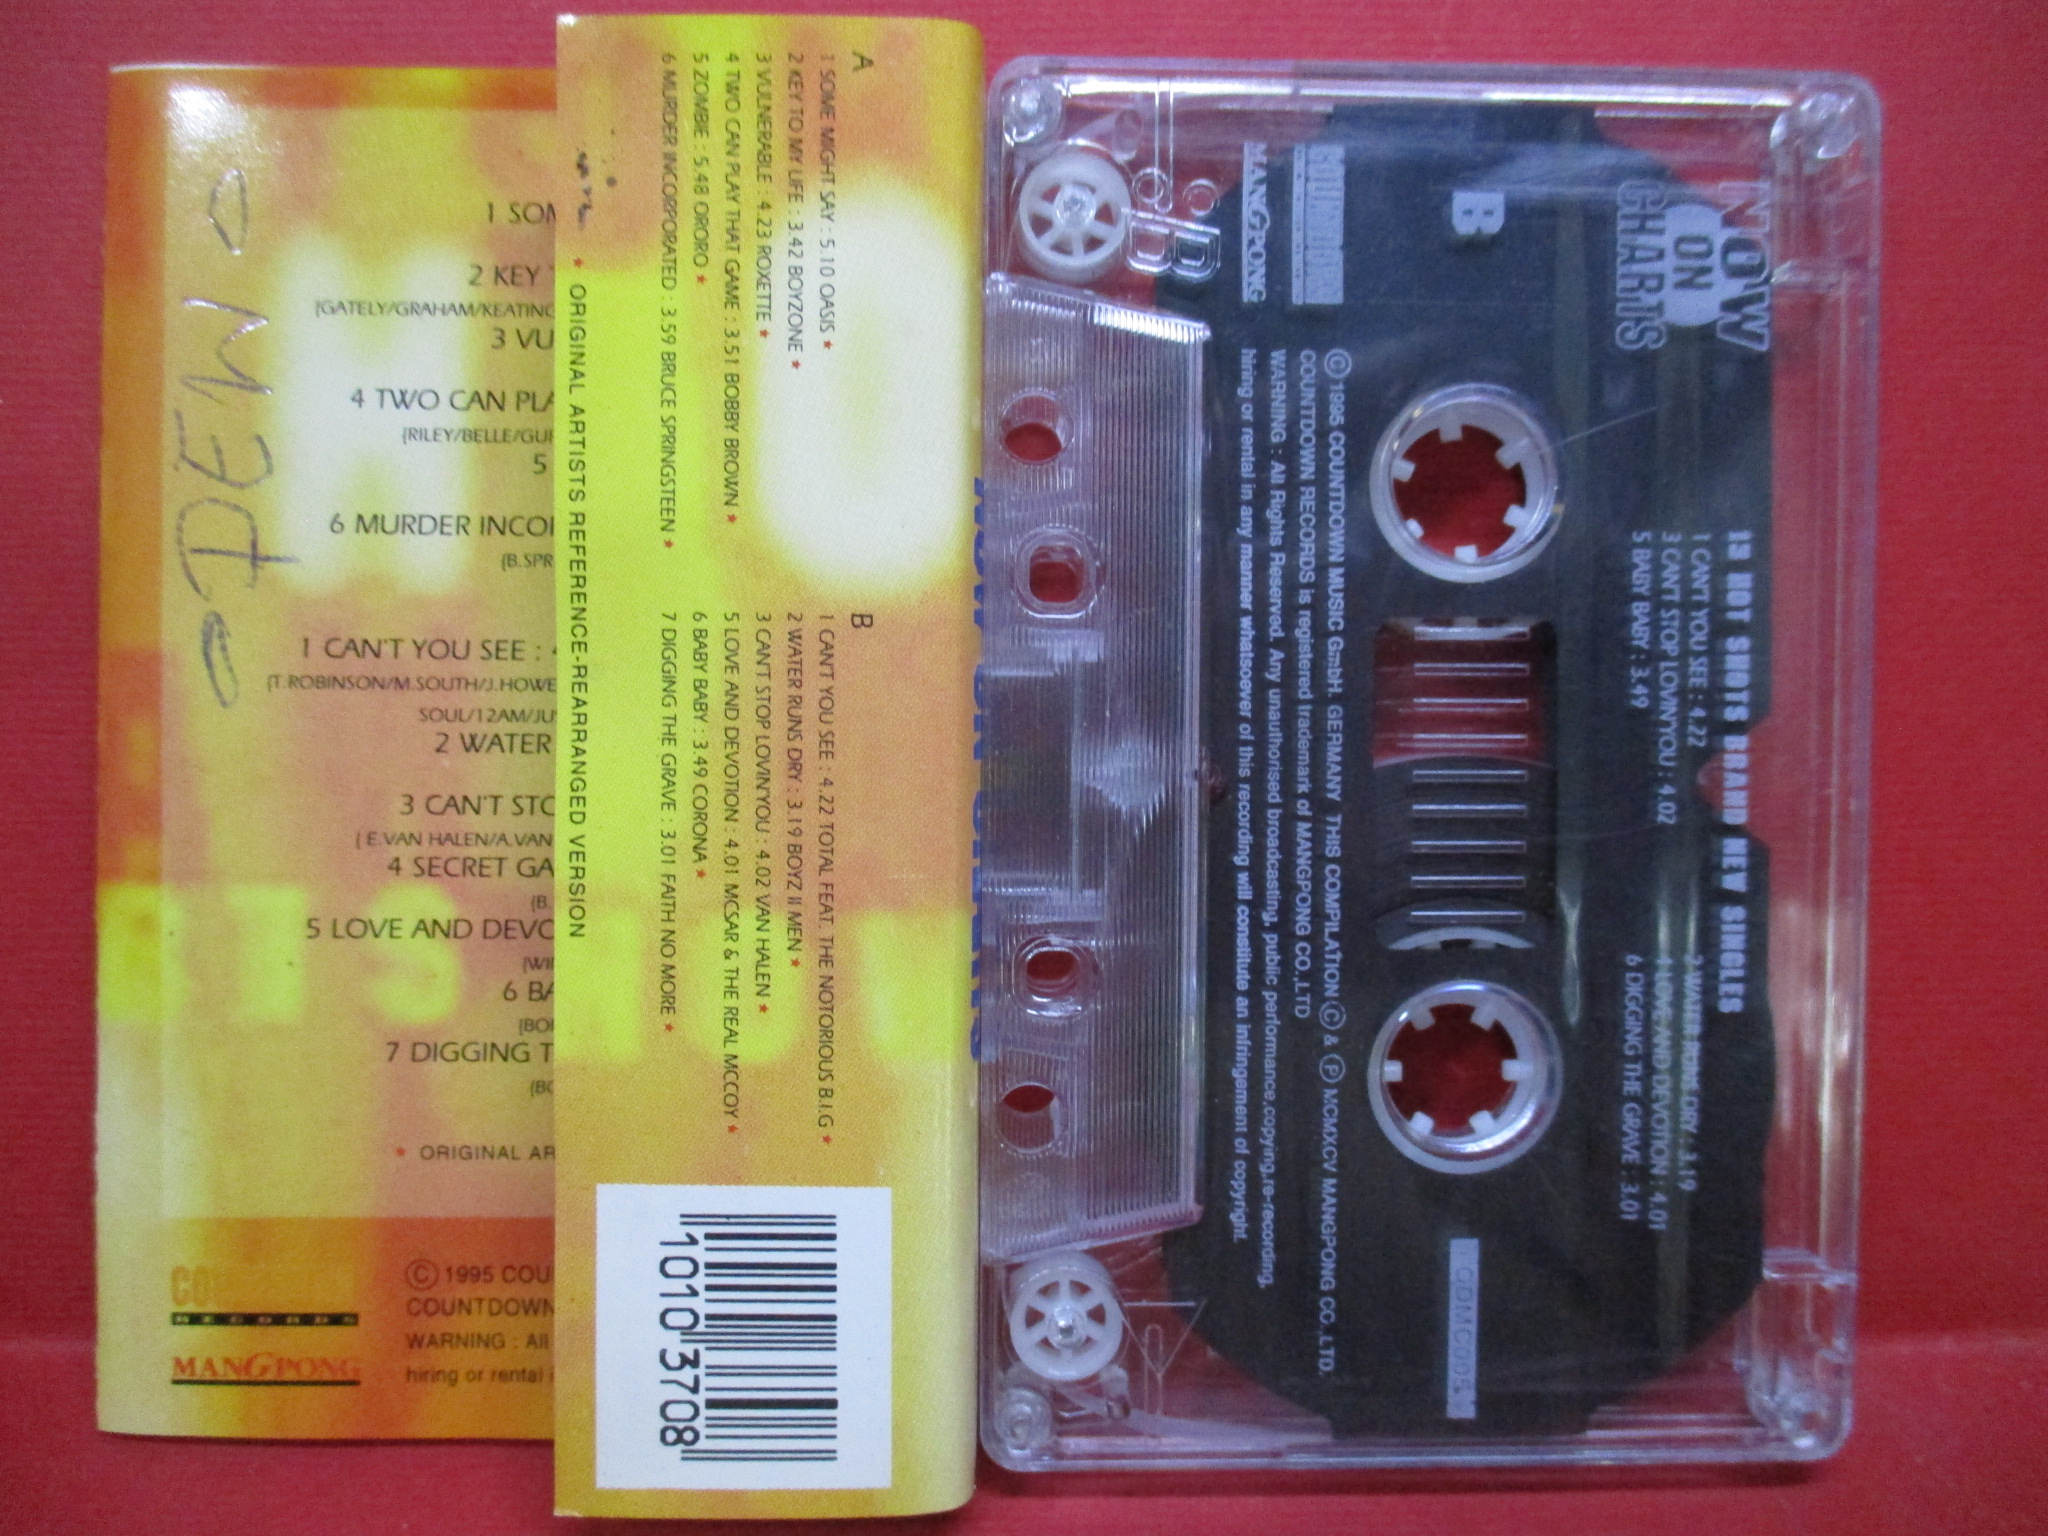 1 SOM
2 KEY
[GATELY/GRAHAM/KEATING
3 VU
4 TWO CAN PLA
[RILEY/BELLE/GUI
5
6 MURDER INCOR
[B.SPR
1 CAN'T YOU SEE :
[T.ROBINSON/M.SOUTH/J.HOWE
SOUL/12AM/JUS
2 WATER
3 CAN'T STO
[ E.VAN HALEN/A.VAN
4 SECRET GA
[B.
5 LOVE AND DEVO
[WI
6 BA
[BO
7 DIGGING T
★ ORIGINAL AR
RECORDS
MANGPONG
© 1995 COU
COUNTDOWN
WARNING : All
hiring or rental
A
1 SOME MIGHT SAY : 5.10 OASIS ★
2 KEY TO MY LIFE : 3.42 BOYZONE ★
3 VULNERABLE : 4.23 ROXETTE ★
4 TWO CAN PLAY THAT GAME : 3.51 BOBBY BROWN ★
5 ZOMBIE : 5.48 ORORO ★
6 MURDER INCORPORATED : 3.59 BRUCE SPRINGSTEEN ★
B
1 CAN'T YOU SEE : 4.22 TOTAL FEAT. THE NOTORIOUS B.I.G ★
2 WATER RUNS DRY : 3.19 BOYZ II MEN ★
3 CAN'T STOP LOVIN'YOU : 4.02 VAN HALEN ★
5 LOVE AND DEVOTION : 4.01 MCSAR & THE REAL MCCOY ★
6 BABY BABY : 3.49 CORONA ★
7 DIGGING THE GRAVE : 3.01 FAITH NO MORE ★
★ ORIGINAL ARTISTS REFERENCE-REARRANGED VERSION
10103708
NOW ON CHARTS
NOW
ON
CHARTS
13 HOT SHOTS BRAND NEW SINGLES
1 CAN'T YOU SEE : 4.22
2 WATER RUNS DRY : 3.19
3 CAN'T STOP LOVIN'YOU : 4.02
4 LOVE AND DEVOTION : 4.01
5 BABY BABY : 3.49
6 DIGGING THE GRAVE : 3.01
B
COUNTDOWN
MANGPONG
© 1995 COUNTDOWN MUSIC GmbH. GERMANY THIS COMPILATION © & ℗ MCMXCV MANGPONG CO.,LTD.
COUNTDOWN RECORDS is registered trademark of MANGPONG CO.,LTD
WARNING : All Rights Reserved. Any unauthorised broadcasting, public performance,copying,re-recording,
hiring or rental in any manner whatsoever of this recording will constitute an infringement of copyright.